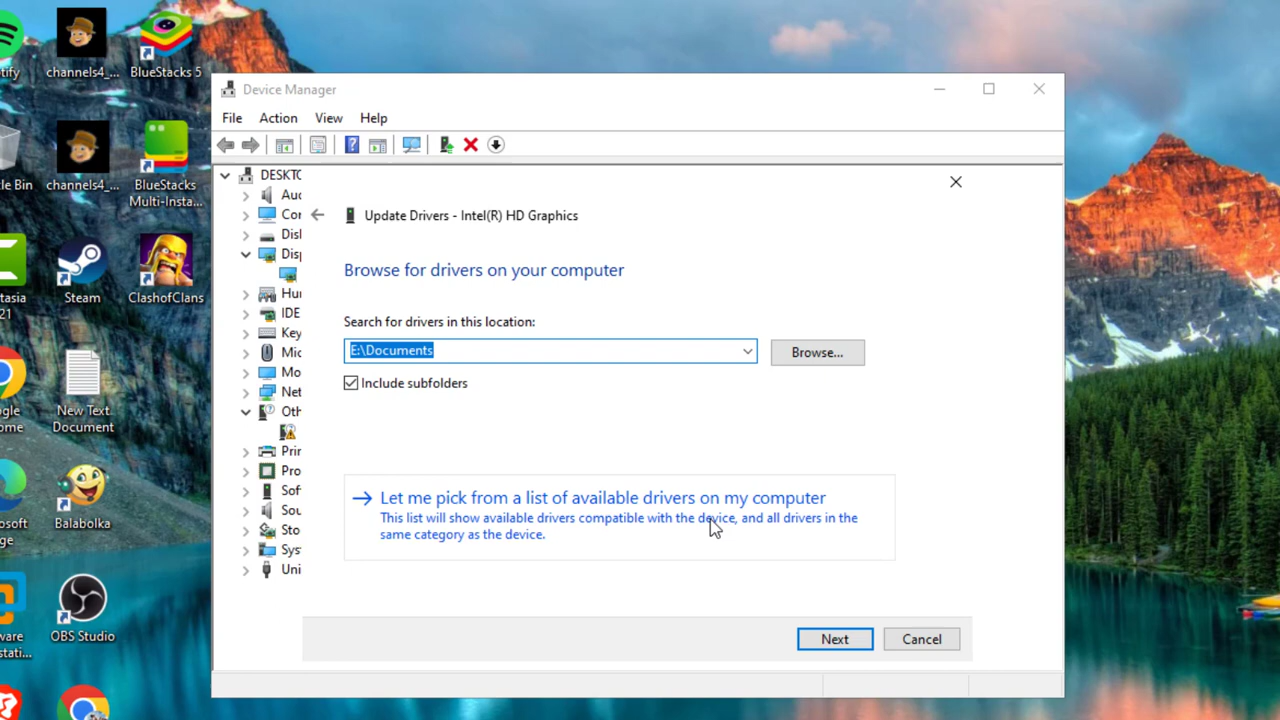 tify
channels4_...
BlueStacks 5
cle Bin
channels4_...
BlueStacks
Multi-Insta...
tasia
21
Steam
ClashofClans
gle
ome
New Text
Document
osoft
ge
Balabolka
ware
stati...
OBS Studio
Device Manager
File
Action
View
Help
DESKTO
Aud
Con
Disl
Disp
Hun
IDE
Key
Mic
Mo
Net
Oth
Prin
Pro
Sof
Sou
Sto
Sys
Uni
Update Drivers - Intel(R) HD Graphics
Browse for drivers on your computer
Search for drivers in this location:
E:\Documents
Browse...
Include subfolders
Let me pick from a list of available drivers on my computer
This list will show available drivers compatible with the device, and all drivers in the
same category as the device.
Next
Cancel